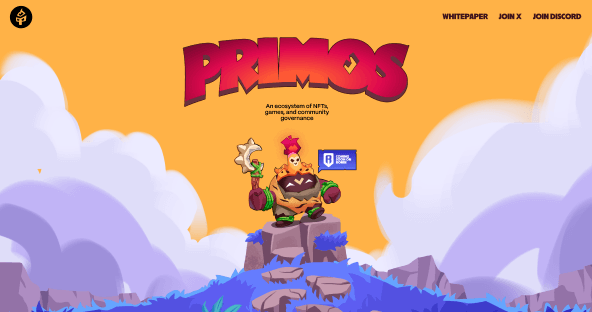 WHITEPAPER JOIN X JOIN DISCORD
PRIMOS
An ecosystem of NFTs,
games, and community
governance